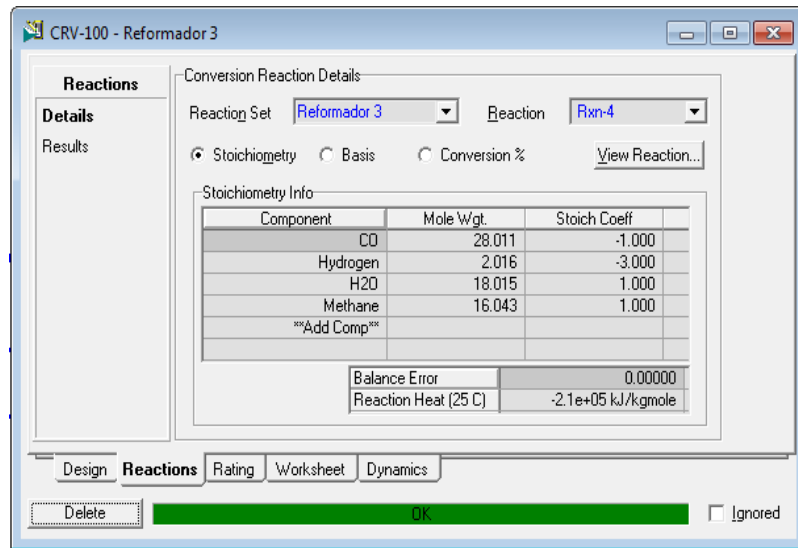 CRV-100 - Reformador 3
Reactions
Details
Results
Conversion Reaction Details
Reaction Set Reformador 3 Reaction Rxn-4
Stoichiometry Basis Conversion % View Reaction...
Stoichiometry Info
Component Mole Wgt. Stoich Coeff
CO 28.011 -1.000
Hydrogen 2.016 -3.000
H2O 18.015 1.000
Methane 16.043 1.000
**Add Comp**
Balance Error 0.00000
Reaction Heat (25 C) -2.1e+05 kJ/kgmole
Design Reactions Rating Worksheet Dynamics
Delete OK Ignored